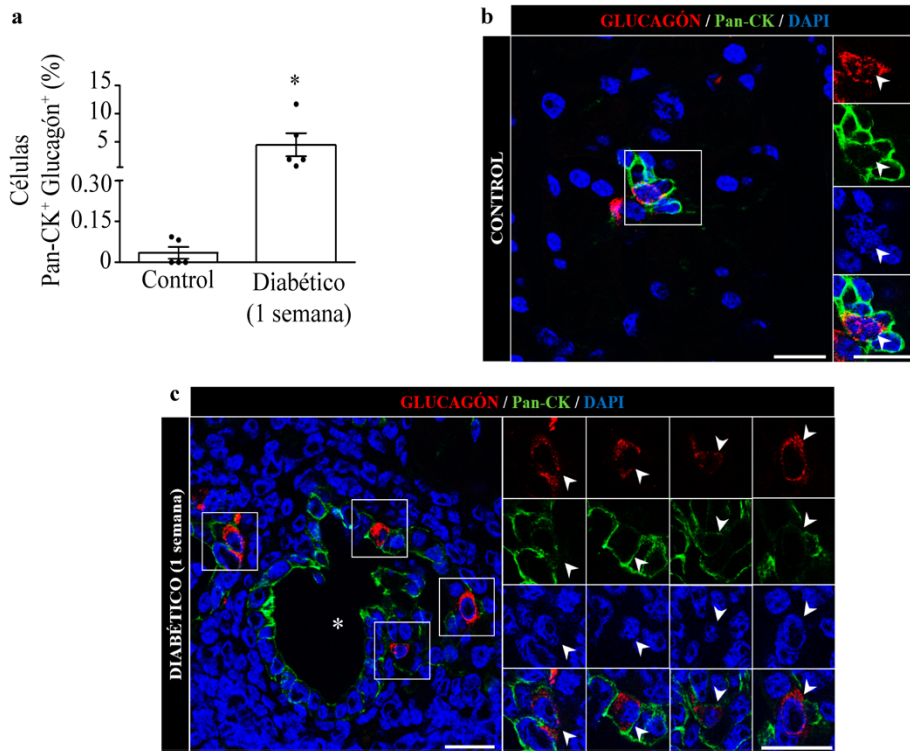 a
Células
Pan-CK⁺ Glucagón⁺ (%)
15
10
5
0.30
0.15
0
*
Control
Diabético
(1 semana)
b
GLUCAGÓN / Pan-CK / DAPI
CONTROL
c
GLUCAGÓN / Pan-CK / DAPI
DIABÉTICO (1 semana)
*